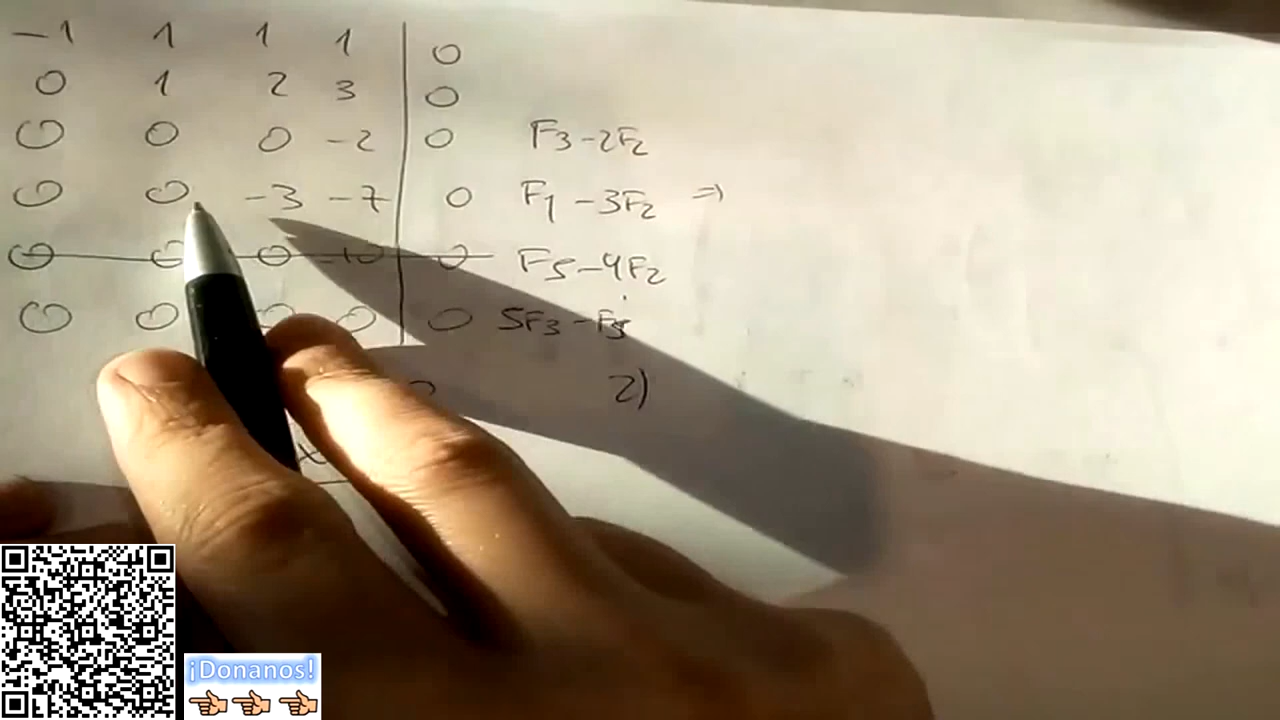 -1 1 1 1 | 0
0 1 2 3 | 0
0 0 0 -2 | 0 F3 - 2F2
0 0 -3 -7 | 0 F1 - 3F2 ⇒
0 0 0 -10 | 0 F5 - 4F2
0 0 0 0 | 0 5F3 - F5
2)
x
¡Donanos!